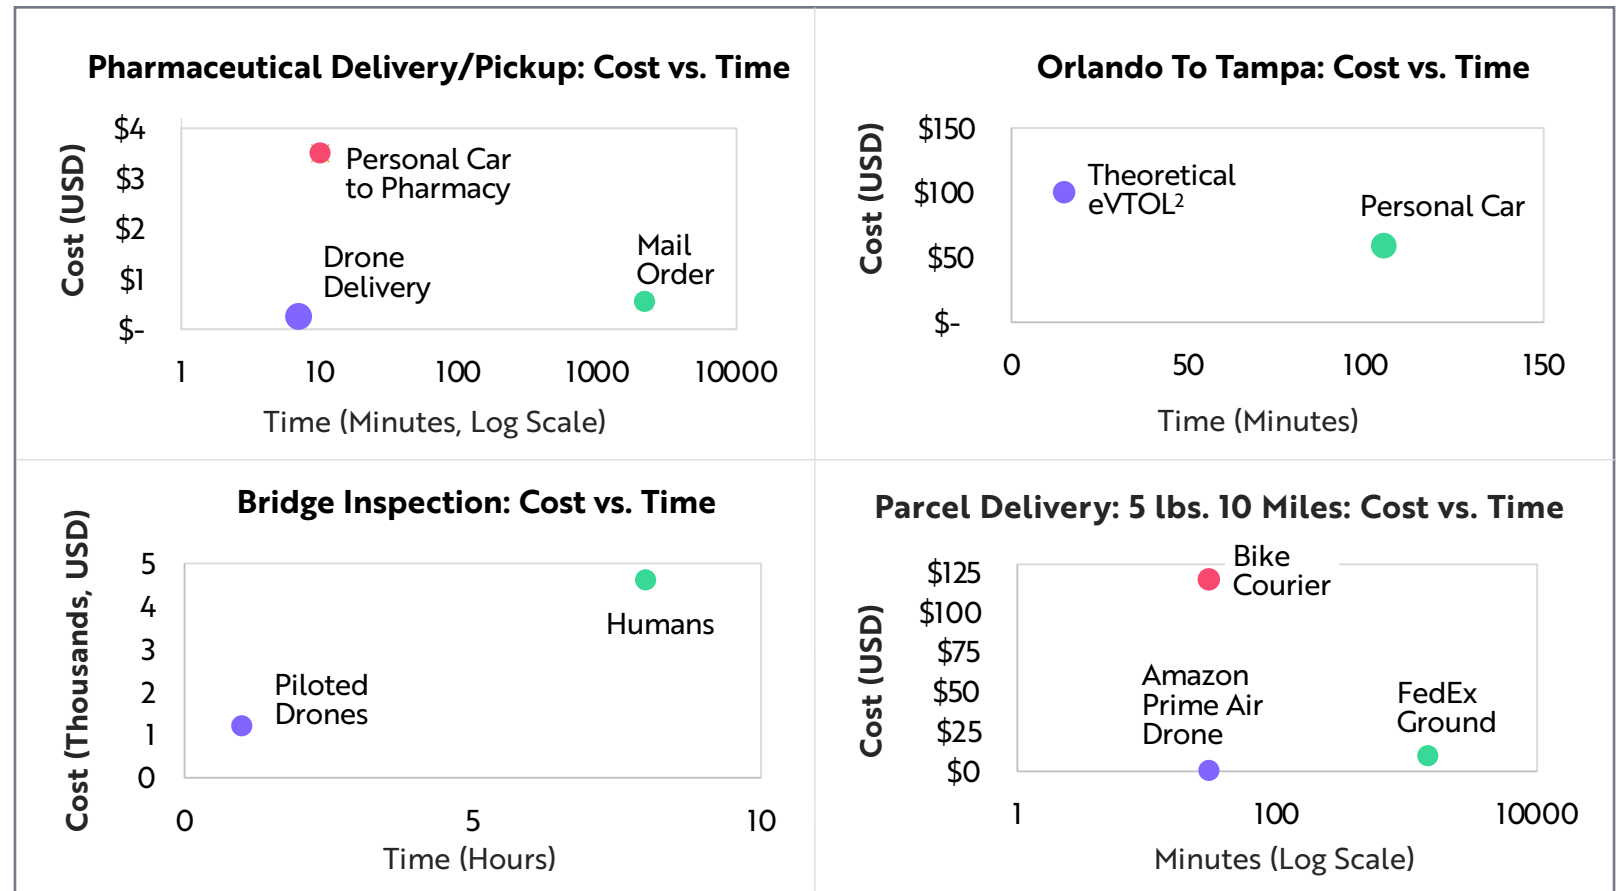 Pharmaceutical Delivery/Pickup: Cost vs. Time
Cost (USD)
$4
$3
$2
$1
$-
Personal Car
to Pharmacy
Drone
Delivery
Mail
Order
1 10 100 1000 10000
Time (Minutes, Log Scale)
Orlando To Tampa: Cost vs. Time
Cost (USD)
$150
$100
$50
$-
Theoretical
eVTOL²
Personal Car
0 50 100 150
Time (Minutes)
Bridge Inspection: Cost vs. Time
Cost (Thousands, USD)
5
4
3
2
1
0
Humans
Piloted
Drones
0 5 10
Time (Hours)
Parcel Delivery: 5 lbs. 10 Miles: Cost vs. Time
Cost (USD)
$125
$100
$75
$50
$25
$0
Bike
Courier
Amazon
Prime Air
Drone
FedEx
Ground
1 100 10000
Minutes (Log Scale)